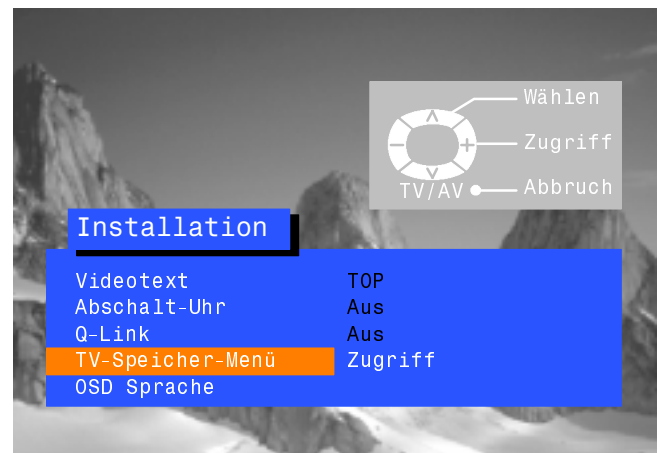 Wählen
Zugriff
TV/AV Abbruch
Installation
Videotext TOP
Abschalt-Uhr Aus
Q-Link Aus
TV-Speicher-Menü Zugriff
OSD Sprache